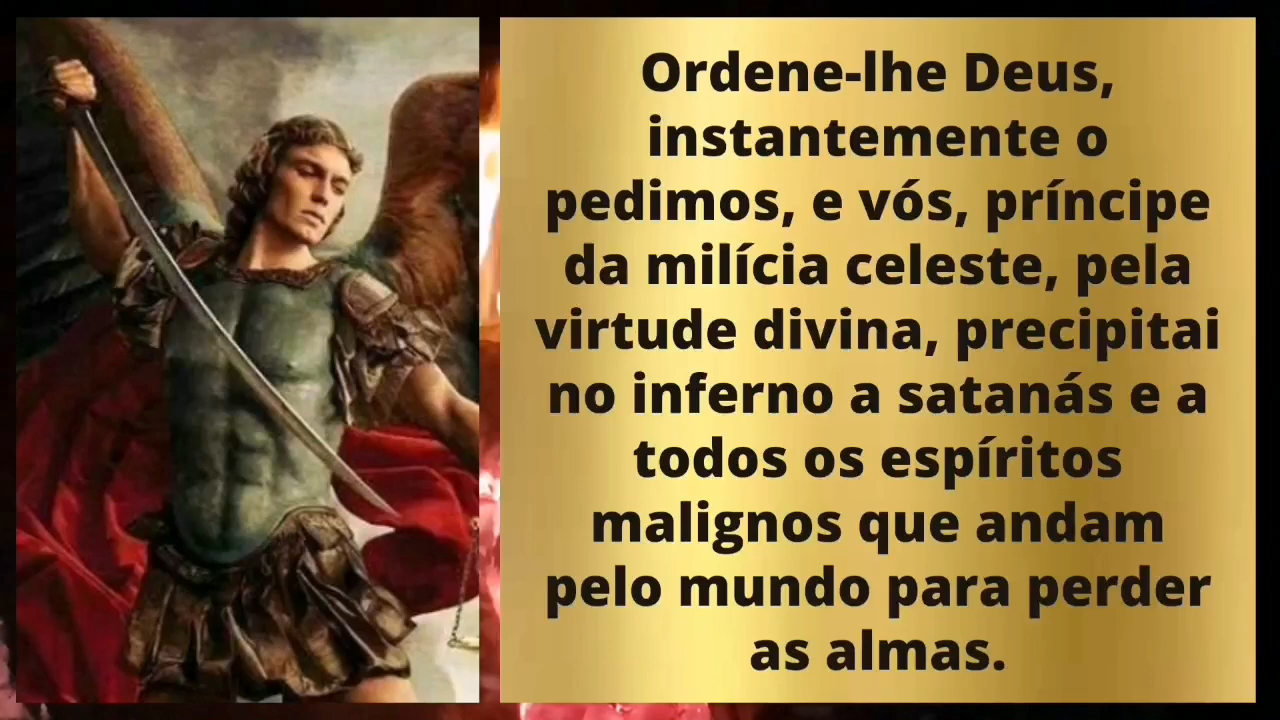 Ordene-lhe Deus,
instantemente o
pedimos, e vós, príncipe
da milícia celeste, pela
virtude divina, precipitai
no inferno a satanás e a
todos os espíritos
malignos que andam
pelo mundo para perder
as almas.